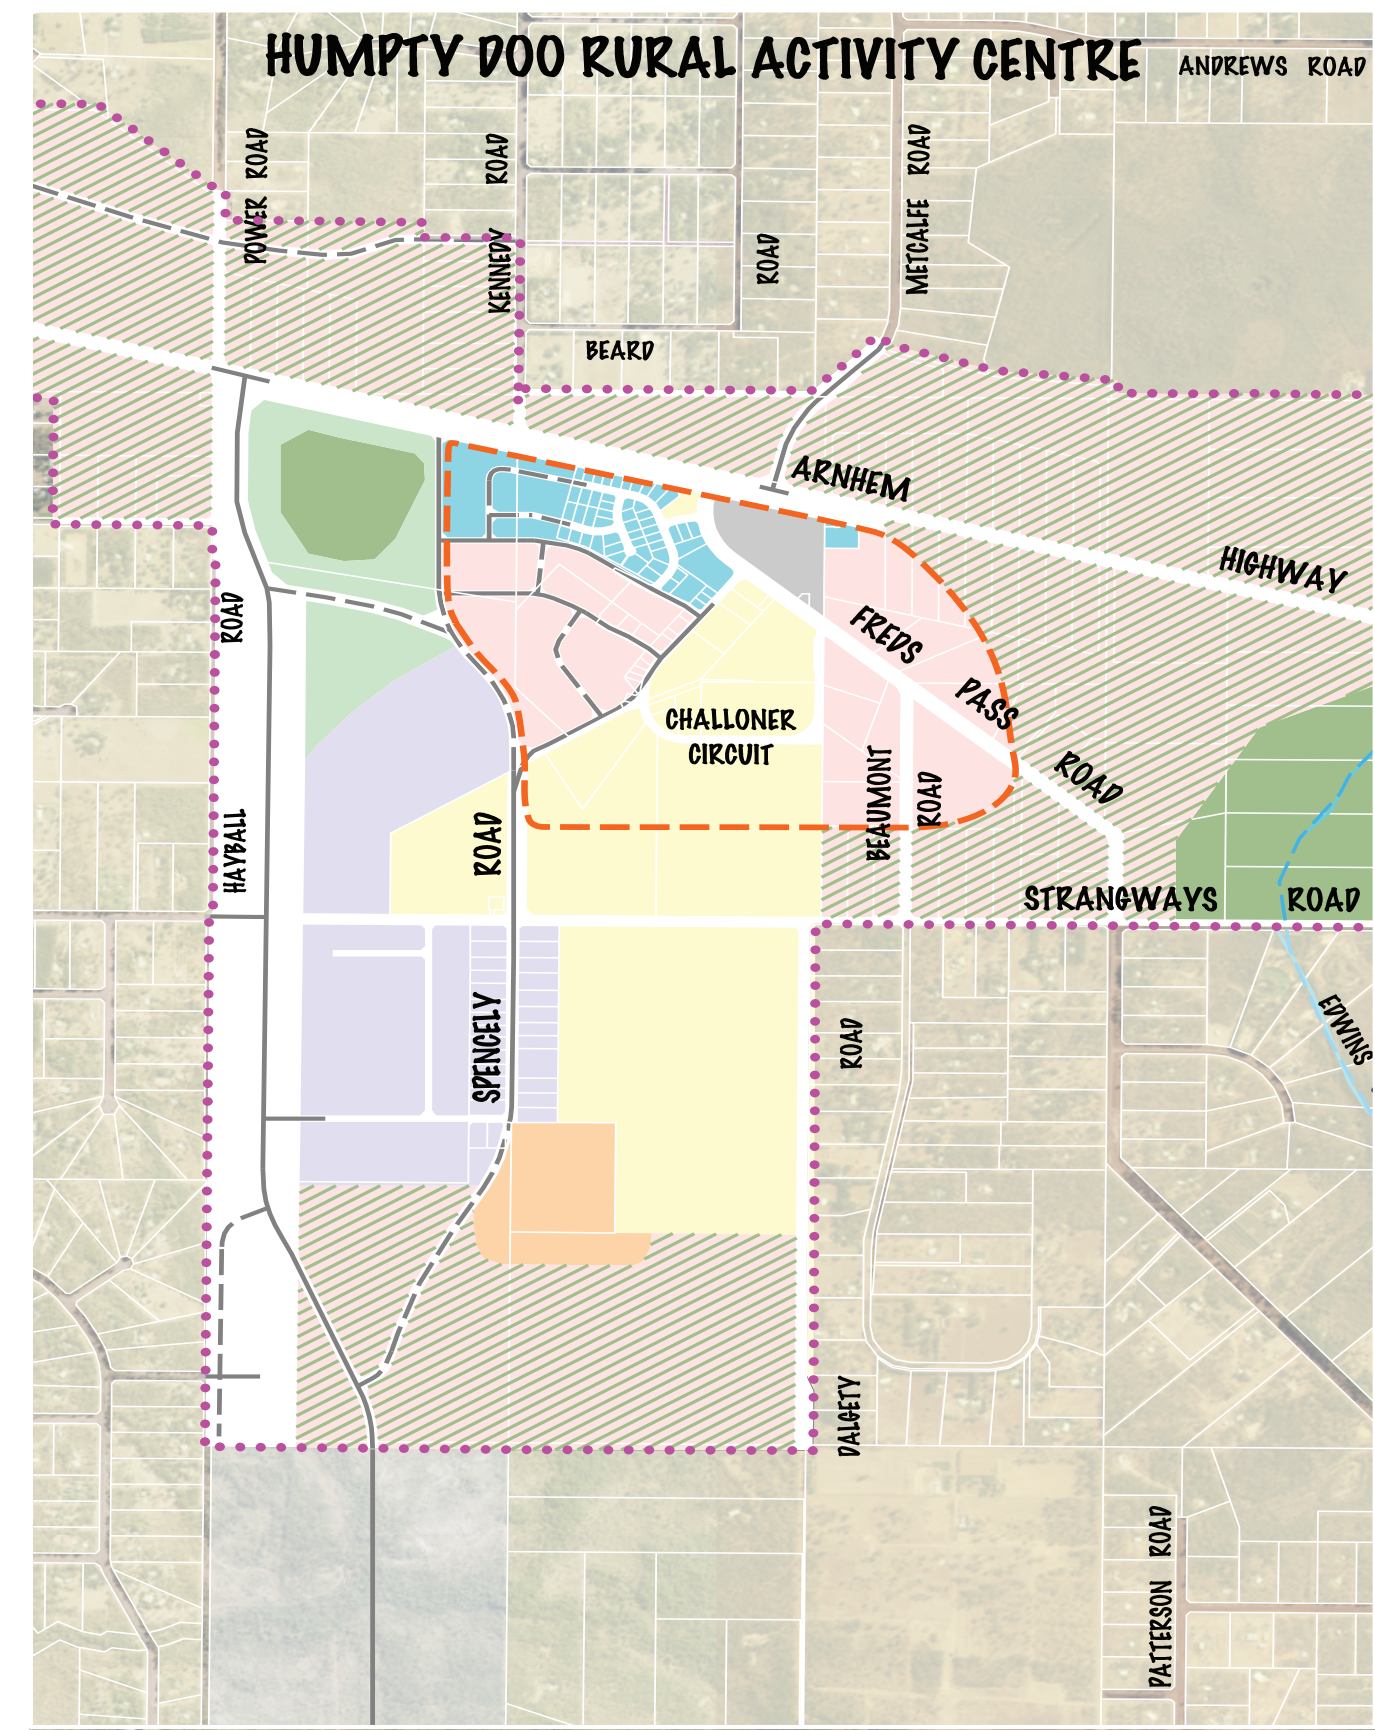 HUMPTY DOO RURAL ACTIVITY CENTRE
ANDREWS ROAD
POWER ROAD
KENNEDY ROAD
ROAD
METCALFE ROAD
BEARD
ARNHEM
HIGHWAY
ROAD
FREDS
PASS
ROAD
CHALLONER
CIRCUIT
BEAUMONT
ROAD
HAYBALL
ROAD
STRANGWAYS ROAD
SPENCELY
EDWINS
ROAD
DALGETY
PATTERSON ROAD